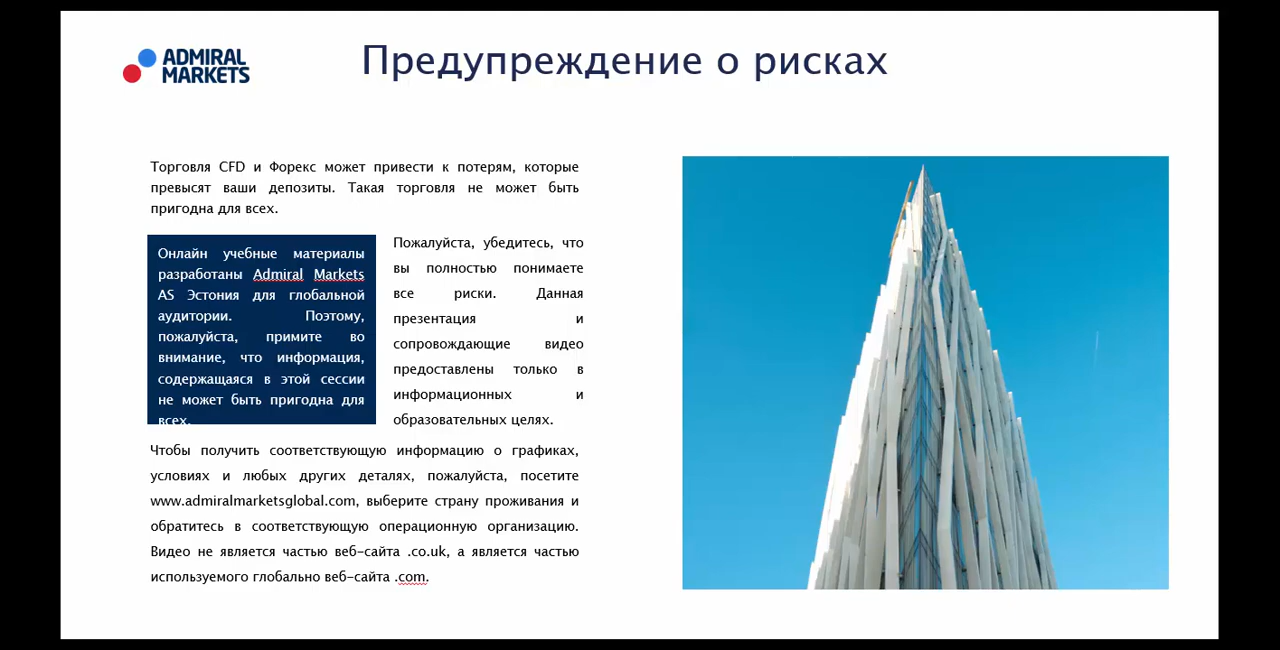 ADMIRAL
MARKETS
Предупреждение о рисках
Торговля CFD и Форекс может привести к потерям, которые
превысят ваши депозиты. Такая торговля не может быть
пригодна для всех.
Онлайн учебные материалы
разработаны Admiral Markets
AS Эстония для глобальной
аудитории. Поэтому,
пожалуйста, примите во
внимание, что информация,
содержащаяся в этой сессии
не может быть пригодна для
всех.
Пожалуйста, убедитесь, что
вы полностью понимаете
все риски. Данная
презентация и
сопровождающие видео
предоставлены только в
информационных и
образовательных целях.
Чтобы получить соответствующую информацию о графиках,
условиях и любых других деталях, пожалуйста, посетите
www.admiralmarketsglobal.com, выберите страну проживания и
обратитесь в соответствующую операционную организацию.
Видео не является частью веб-сайта .co.uk, а является частью
используемого глобально веб-сайта .com.